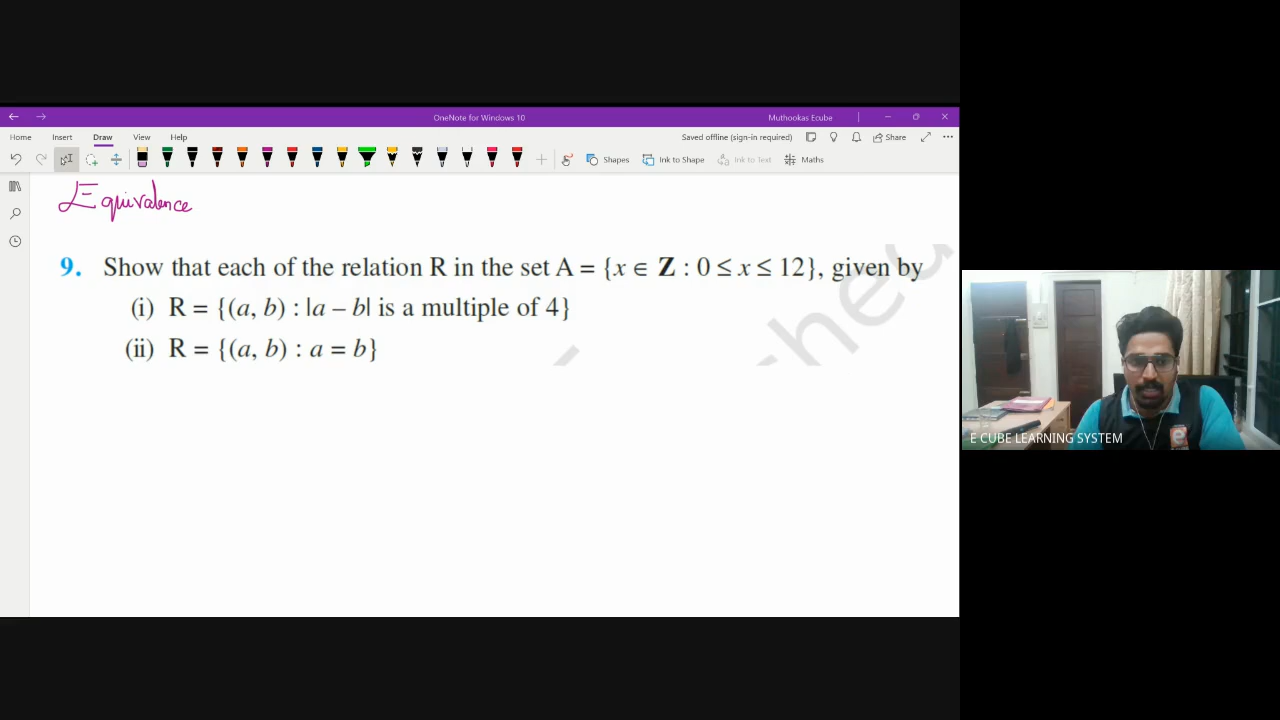 OneNote for Windows 10
Muthookas Ecube
Home Insert Draw View Help
Saved offline (sign-in required)
Share
Shapes
Ink to Shape
Ink to Text
Maths
Equivalence
9. Show that each of the relation R in the set A = {x ∈ Z : 0 ≤ x ≤ 12}, given by
(i) R = {(a, b) : |a – b| is a multiple of 4}
(ii) R = {(a, b) : a = b}
E CUBE LEARNING SYSTEM